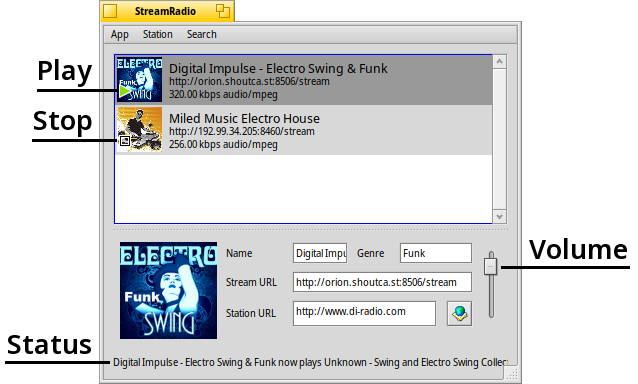 StreamRadio
App Station Search
Play
Stop
Volume
Status
ELECTRO
Funk
SWING
Digital Impulse - Electro Swing & Funk
http://orion.shoutca.st:8506/stream
320.00 kbps audio/mpeg
Miled Music Electro House
http://192.99.34.205:8460/stream
256.00 kbps audio/mpeg
ELECTRO
Funk
SWING
Name Digital Impu Genre Funk
Stream URL http://orion.shoutca.st:8506/stream
Station URL http://www.di-radio.com
Digital Impulse - Electro Swing & Funk now plays Unknown - Swing and Electro Swing Collec